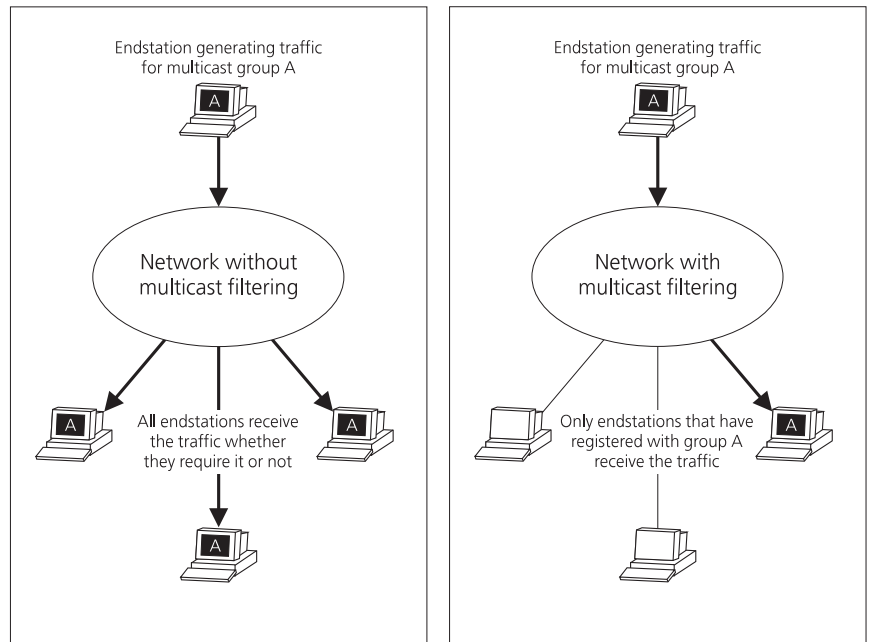 Endstation generating traffic
for multicast group A
A
Network without
multicast filtering
A
All endstations receive
the traffic whether
they require it or not
A
A
Endstation generating traffic
for multicast group A
A
Network with
multicast filtering
Only endstations that have
registered with group A
receive the traffic
A